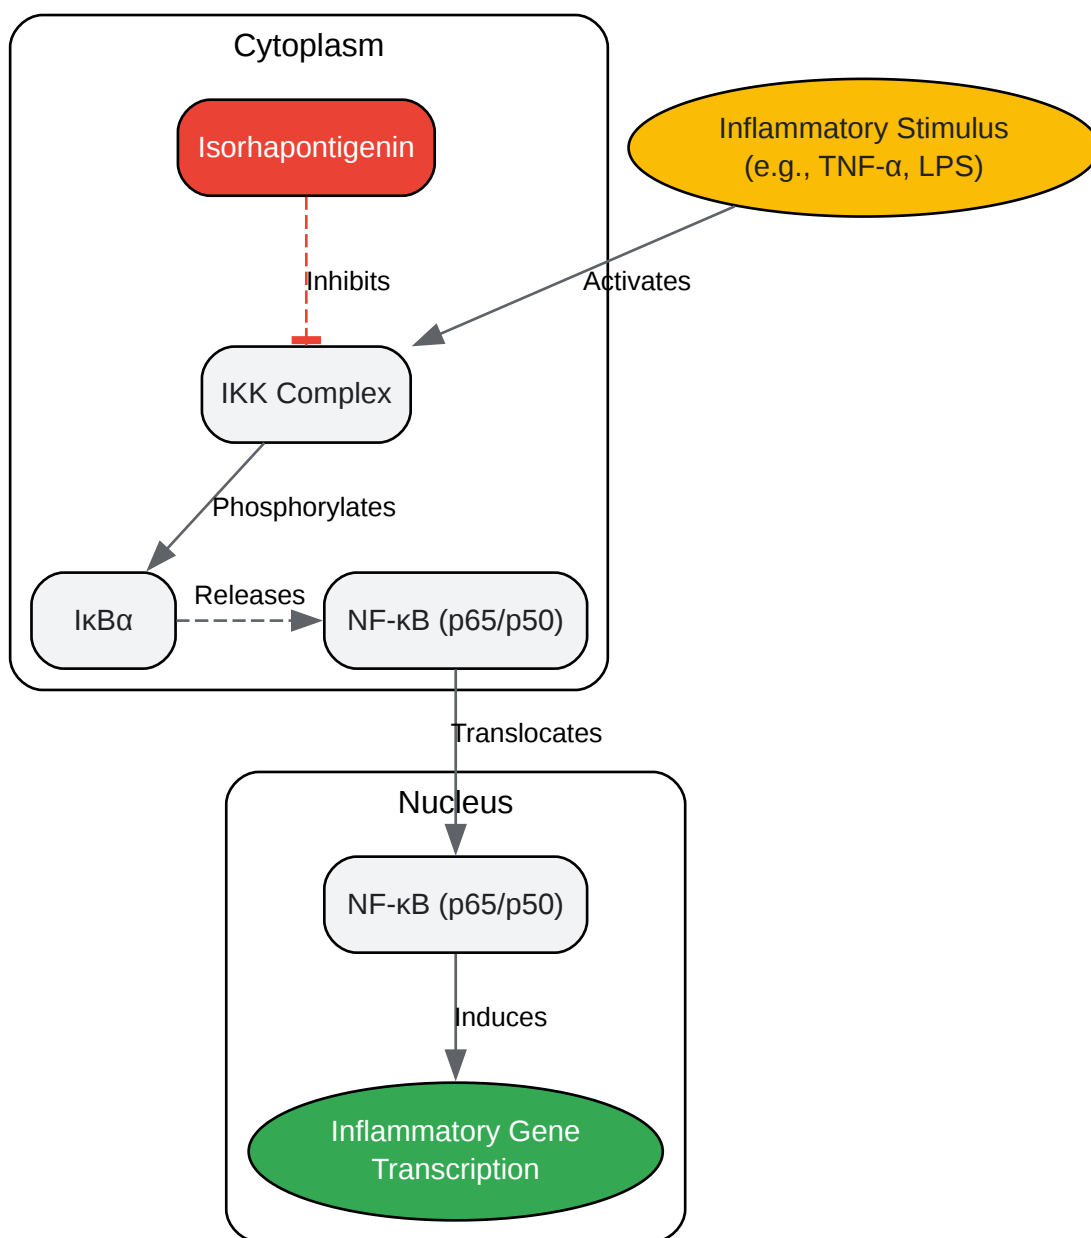 Cytoplasm
Isorhapontigenin
Inflammatory Stimulus
(e.g., TNF-α, LPS)
Inhibits
Activates
IKK Complex
Phosphorylates
IκBα
Releases
NF-κB (p65/p50)
Translocates
Nucleus
NF-κB (p65/p50)
Induces
Inflammatory Gene
Transcription